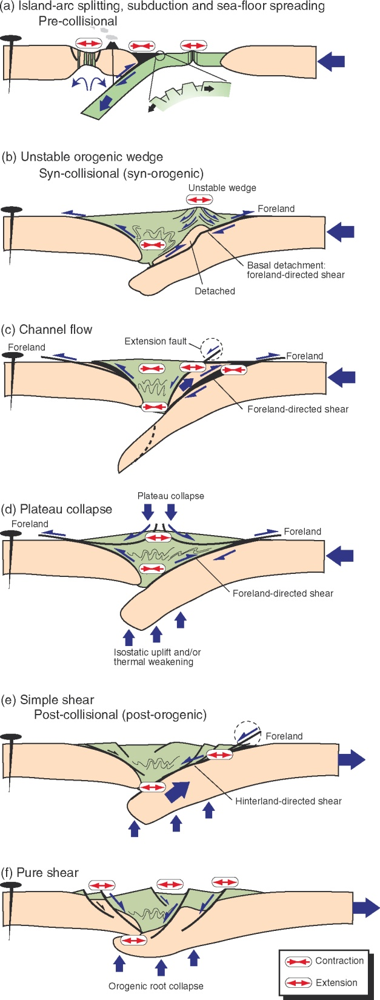 (a) Island-arc splitting, subduction and sea-floor spreading
Pre-collisional
(b) Unstable orogenic wedge
Syn-collisional (syn-orogenic)
Unstable wedge
Foreland
Basal detachment:
foreland-directed shear
Detached
(c) Channel flow
Extension fault
Foreland
Foreland
Foreland-directed shear
(d) Plateau collapse
Plateau collapse
Foreland
Foreland
Foreland-directed shear
Isostatic uplift and/or
thermal weakening
(e) Simple shear
Post-collisional (post-orogenic)
Foreland
Hinterland-directed shear
(f) Pure shear
Orogenic root collapse
Contraction
Extension